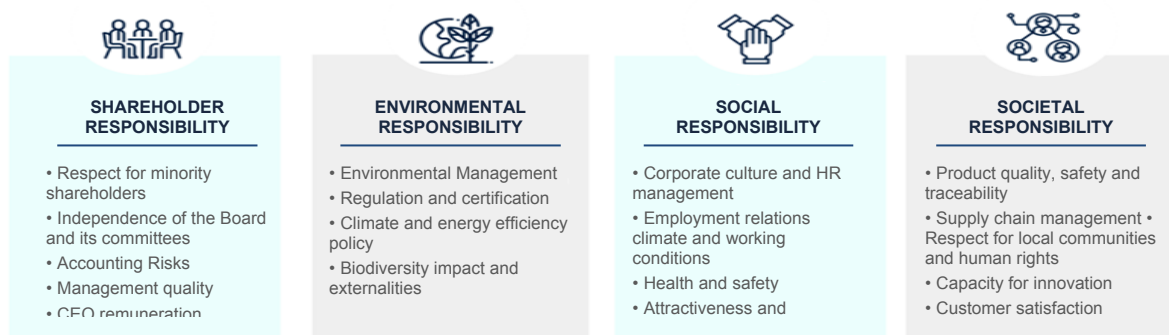 SHAREHOLDER
RESPONSIBILITY
• Respect for minority
shareholders
• Independence of the Board
and its committees
• Accounting Risks
• Management quality
• CEO remuneration
ENVIRONMENTAL
RESPONSIBILITY
• Environmental Management
• Regulation and certification
• Climate and energy efficiency
policy
• Biodiversity impact and
externalities
SOCIAL
RESPONSIBILITY
• Corporate culture and HR
management
• Employment relations
climate and working
conditions
• Health and safety
• Attractiveness and
SOCIETAL
RESPONSIBILITY
• Product quality, safety and
traceability
• Supply chain management •
Respect for local communities
and human rights
• Capacity for innovation
• Customer satisfaction